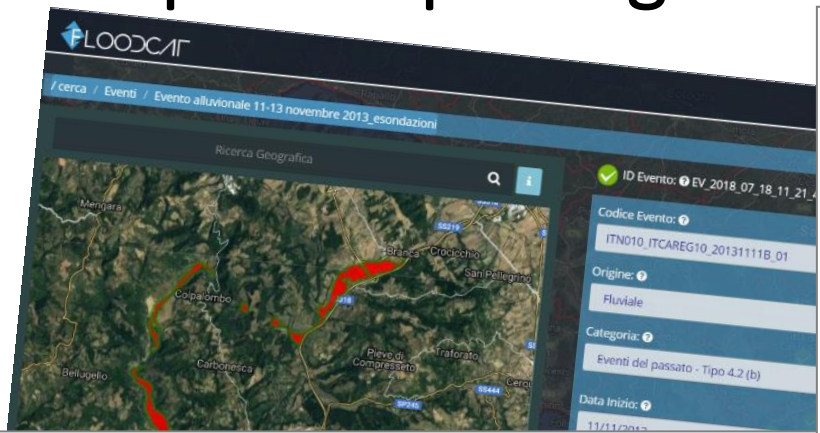 FLOODCAT
/ cerca / Eventi / Evento alluvionale 11-13 novembre 2013_esondazioni
Ricerca Geografica
i
ID Evento: ? EV_2018_07_18_11_21_
Codice Evento: ?
ITN010_ITCAREG10_20131111B_01
Origine: ?
Fluviale
Categoria: ?
Eventi del passato - Tipo 4.2 (b)
Data Inizio: ?
11/11/2013
Mengara
SS219
Branca
Crocicchio
San Pellegrino
Colpalombo
Pieve di
Compresseto
Traforato
Carbonesca
Bellugello
SS444
SP245